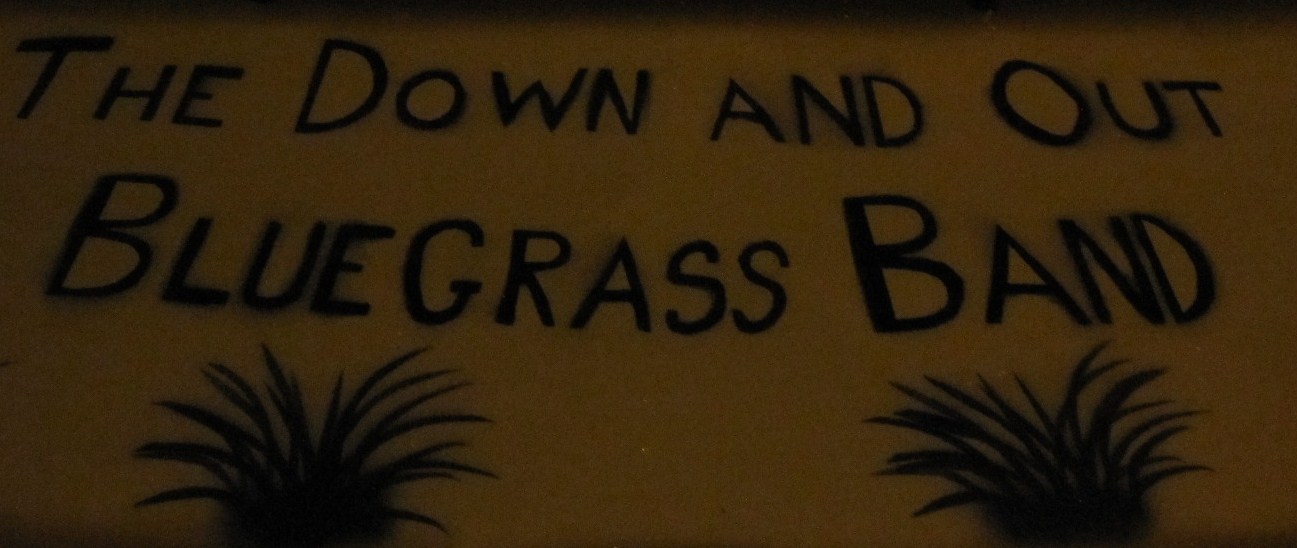 THE DOWN AND OUT
BLUEGRASS BAND